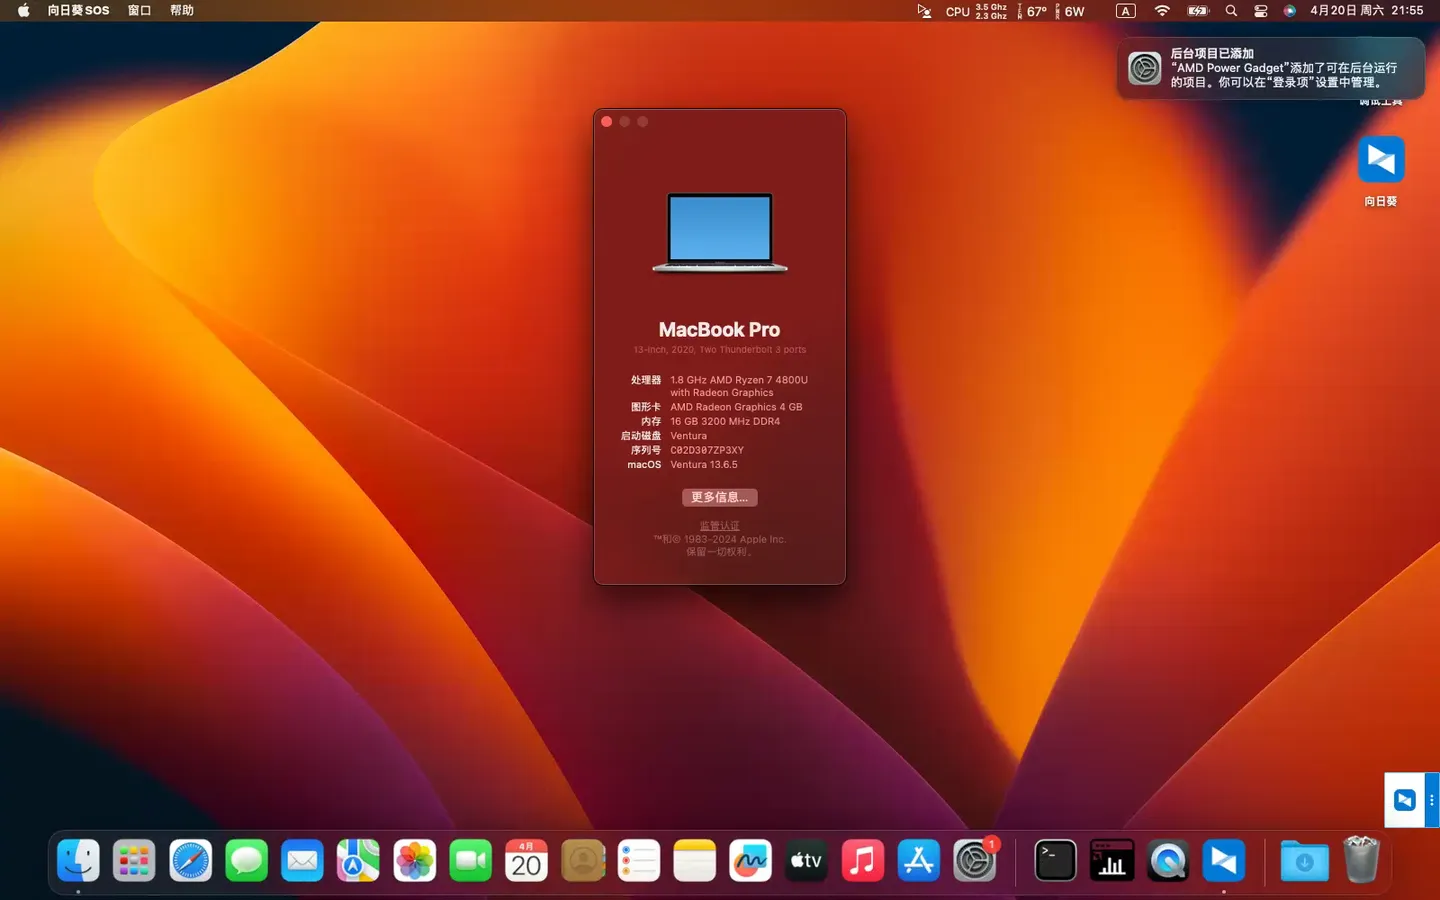 向日葵SOS 窗口 帮助
CPU 3.5 Ghz 2.3 Ghz 67° 6W A 4月20日 周六 21:55
后台项目已添加
“AMD Power Gadget”添加了可在后台运行
的项目。你可以在“登录项”设置中管理。
调试工具
向日葵
MacBook Pro
13-inch, 2020, Two Thunderbolt 3 ports
处理器 1.8 GHz AMD Ryzen 7 4800U
with Radeon Graphics
图形卡 AMD Radeon Graphics 4 GB
内存 16 GB 3200 MHz DDR4
启动磁盘 Ventura
序列号 C02D307ZP3XY
macOS Ventura 13.6.5
更多信息...
监管认证
™和© 1983-2024 Apple Inc.
保留一切权利。
4月
20
tv
1